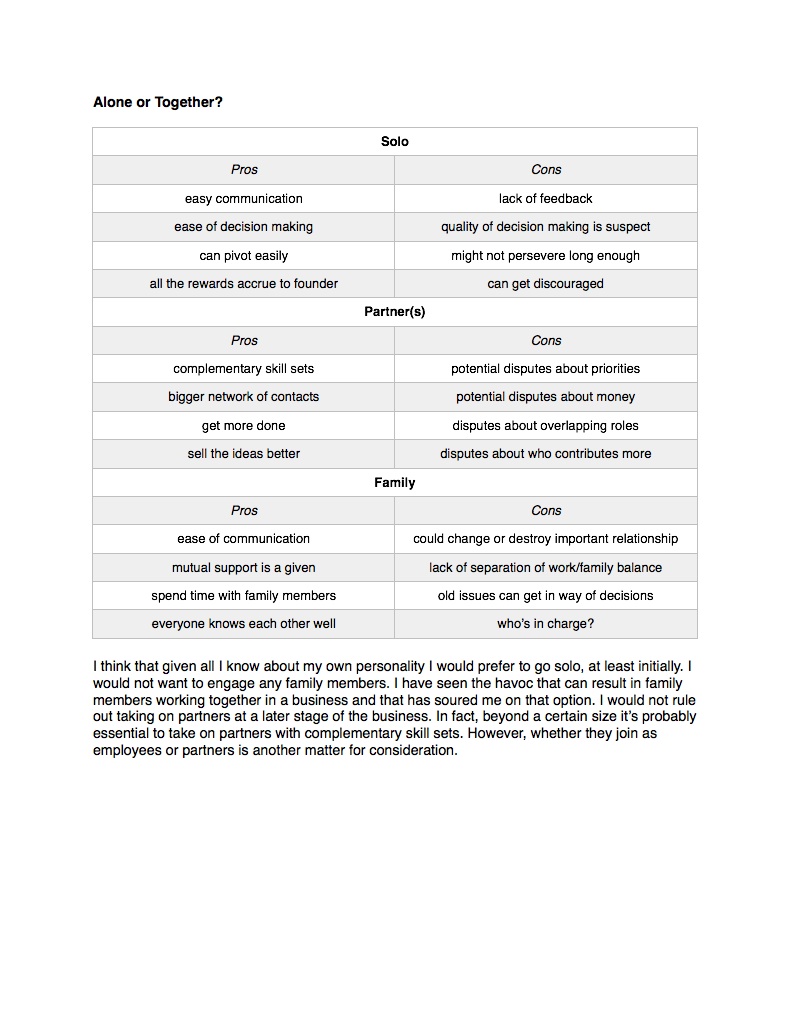 Alone or Together?
Solo
Pros Cons
easy communication lack of feedback
ease of decision making quality of decision making is suspect
can pivot easily might not persevere long enough
all the rewards accrue to founder can get discouraged
Partner(s)
Pros Cons
complementary skill sets potential disputes about priorities
bigger network of contacts potential disputes about money
get more done disputes about overlapping roles
sell the ideas better disputes about who contributes more
Family
Pros Cons
ease of communication could change or destroy important relationship
mutual support is a given lack of separation of work/family balance
spend time with family members old issues can get in way of decisions
everyone knows each other well who's in charge?
I think that given all I know about my own personality I would prefer to go solo, at least initially. I
would not want to engage any family members. I have seen the havoc that can result in family
members working together in a business and that has soured me on that option. I would not rule
out taking on partners at a later stage of the business. In fact, beyond a certain size it's probably
essential to take on partners with complementary skill sets. However, whether they join as
employees or partners is another matter for consideration.